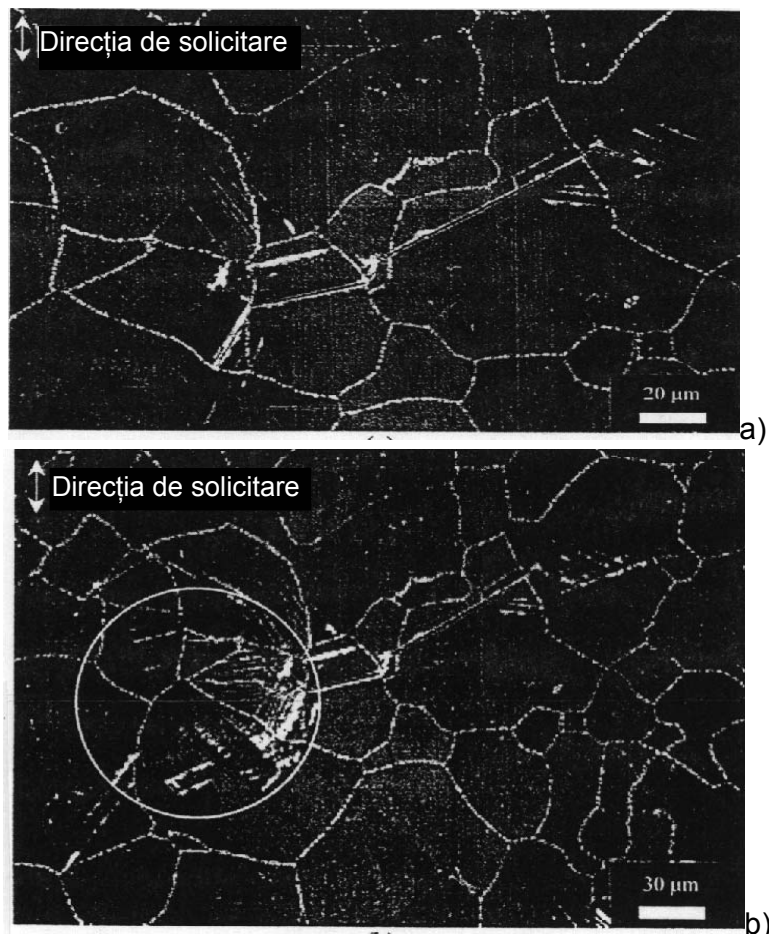 Direcția de solicitare
20 μm
a)
Direcția de solicitare
30 μm
b)